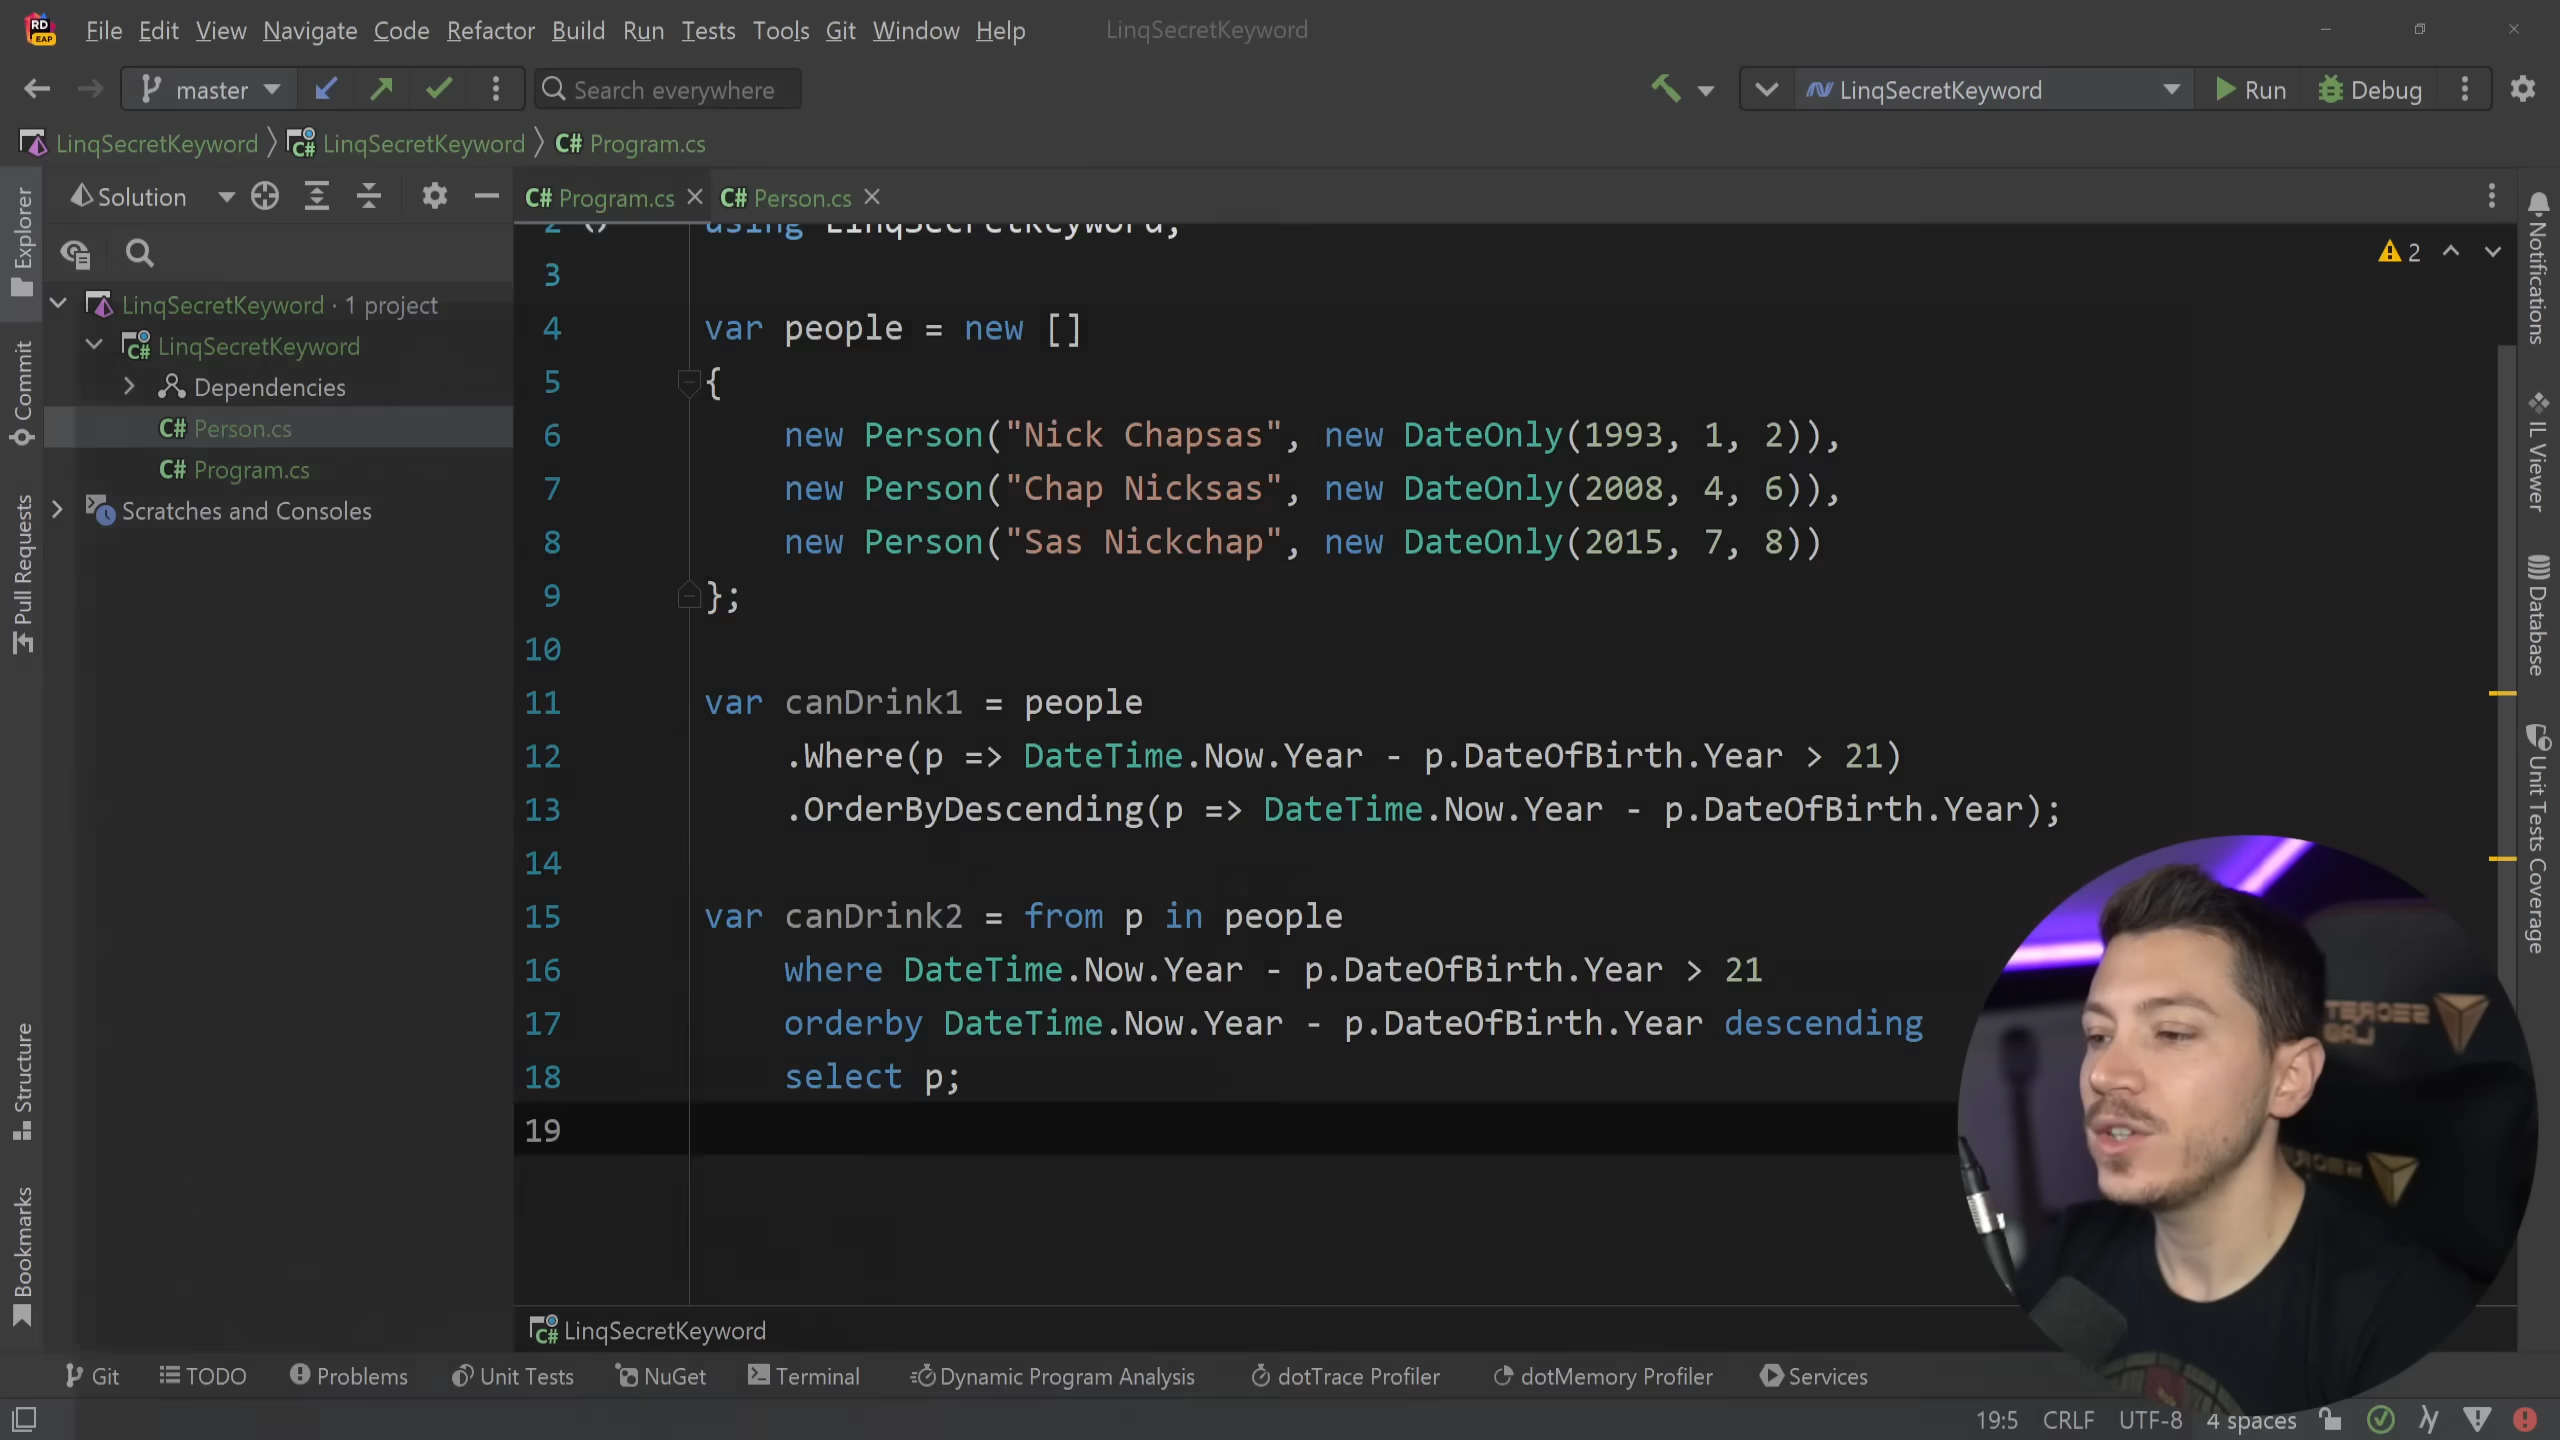 RD
EAP
File Edit View Navigate Code Refactor Build Run Tests Tools Git Window Help
LinqSecretKeyword
master
Search everywhere
LinqSecretKeyword
Run
Debug
LinqSecretKeyword
LinqSecretKeyword
C# Program.cs
Explorer
Commit
Pull Requests
Structure
Bookmarks
Solution
LinqSecretKeyword · 1 project
LinqSecretKeyword
Dependencies
C# Person.cs
C# Program.cs
Scratches and Consoles
C# Program.cs
C# Person.cs
2
2 using LinqSecretKeyword;
3
4 var people = new []
5 {
6 new Person("Nick Chapsas", new DateOnly(1993, 1, 2)),
7 new Person("Chap Nicksas", new DateOnly(2008, 4, 6)),
8 new Person("Sas Nickchap", new DateOnly(2015, 7, 8))
9 };
10
11 var canDrink1 = people
12 .Where(p => DateTime.Now.Year - p.DateOfBirth.Year > 21)
13 .OrderByDescending(p => DateTime.Now.Year - p.DateOfBirth.Year);
14
15 var canDrink2 = from p in people
16 where DateTime.Now.Year - p.DateOfBirth.Year > 21
17 orderby DateTime.Now.Year - p.DateOfBirth.Year descending
18 select p;
19
Notifications
IL Viewer
Database
Unit Tests Coverage
SECRET
LAB
C# LinqSecretKeyword
Git TODO Problems Unit Tests NuGet Terminal Dynamic Program Analysis dotTrace Profiler dotMemory Profiler Services
19:5 CRLF UTF-8 4 spaces